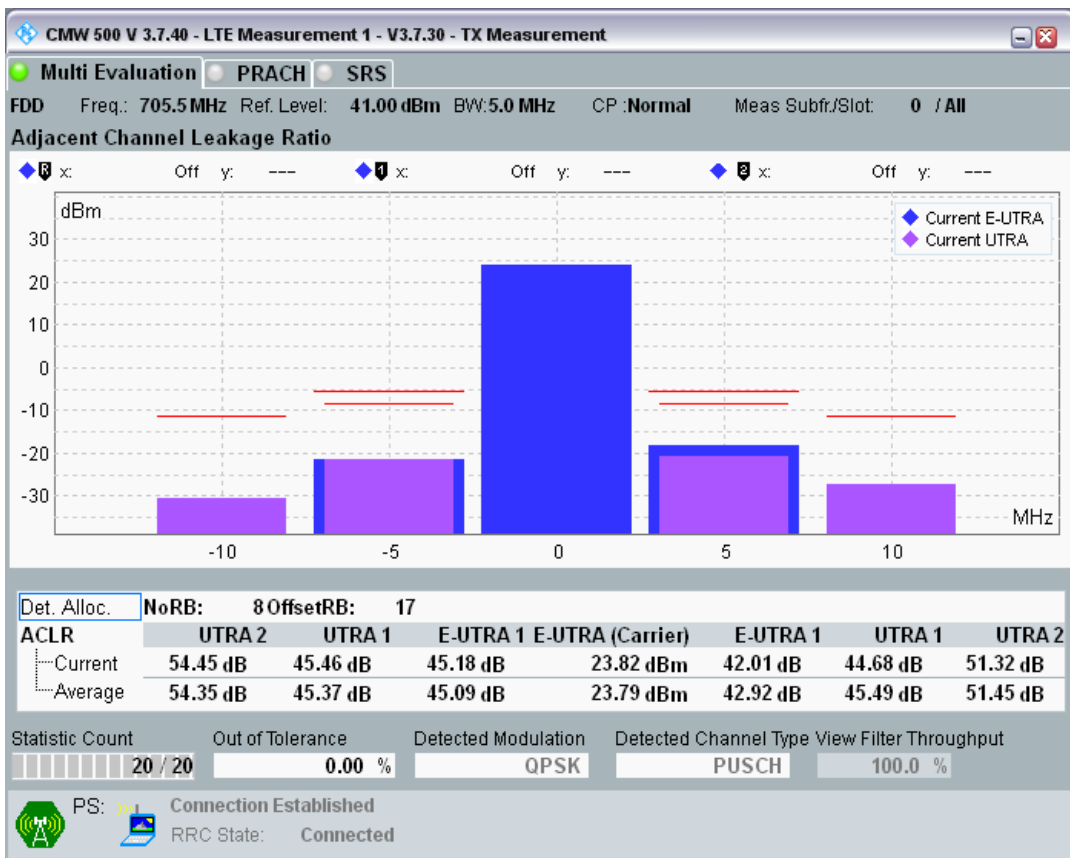 CMW 500 V 3.7.40 - LTE Measurement 1 - V3.7.30 - TX Measurement
Multi Evaluation PRACH SRS
FDD Freq.: 705.5 MHz Ref. Level: 41.00 dBm BW: 5.0 MHz CP : Normal Meas Subfr./Slot: 0 / All
Adjacent Channel Leakage Ratio
R x: Off y: --- 1 x: Off y: --- 2 x: Off y: ---
dBm
Current E-UTRA
Current UTRA
30
20
10
0
-10
-20
-30
MHz
-10 -5 0 5 10
Det. Alloc. NoRB: 8 OffsetRB: 17
ACLR UTRA 2 UTRA 1 E-UTRA 1 E-UTRA (Carrier) E-UTRA 1 UTRA 1 UTRA 2
Current 54.45 dB 45.46 dB 45.18 dB 23.82 dBm 42.01 dB 44.68 dB 51.32 dB
Average 54.35 dB 45.37 dB 45.09 dB 23.79 dBm 42.92 dB 45.49 dB 51.45 dB
Statistic Count Out of Tolerance Detected Modulation Detected Channel Type View Filter Throughput
20 / 20 0.00 % QPSK PUSCH 100.0 %
PS: Connection Established
RRC State: Connected